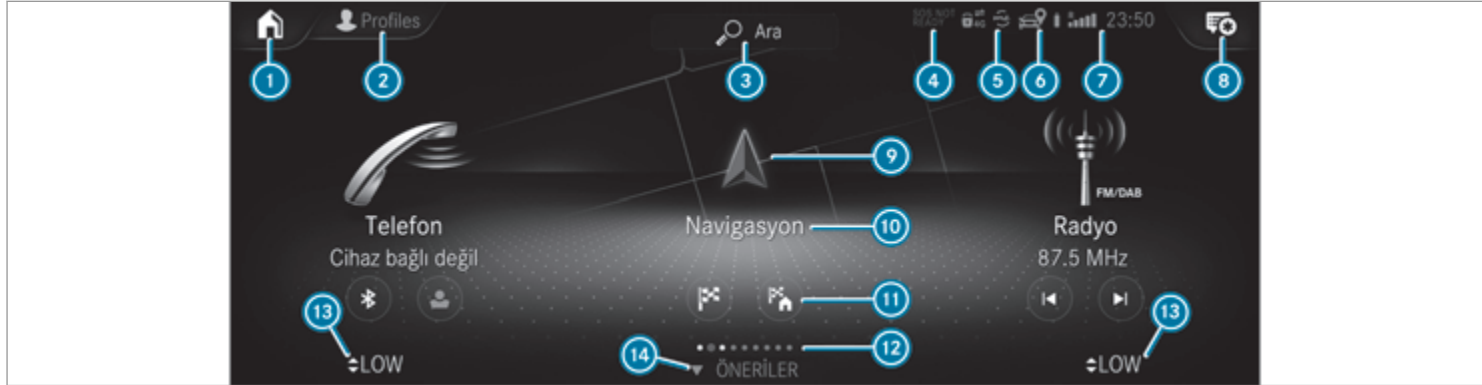 Profiles
Ara
SOS NOT
READY
4G
23:50
1
2
3
4
5
6
7
8
9
FM/DAB
Telefon
Navigasyon
10
Radyo
Cihaz bağlı değil
87.5 MHz
11
13
13
12
14
LOW
ÖNERİLER
LOW